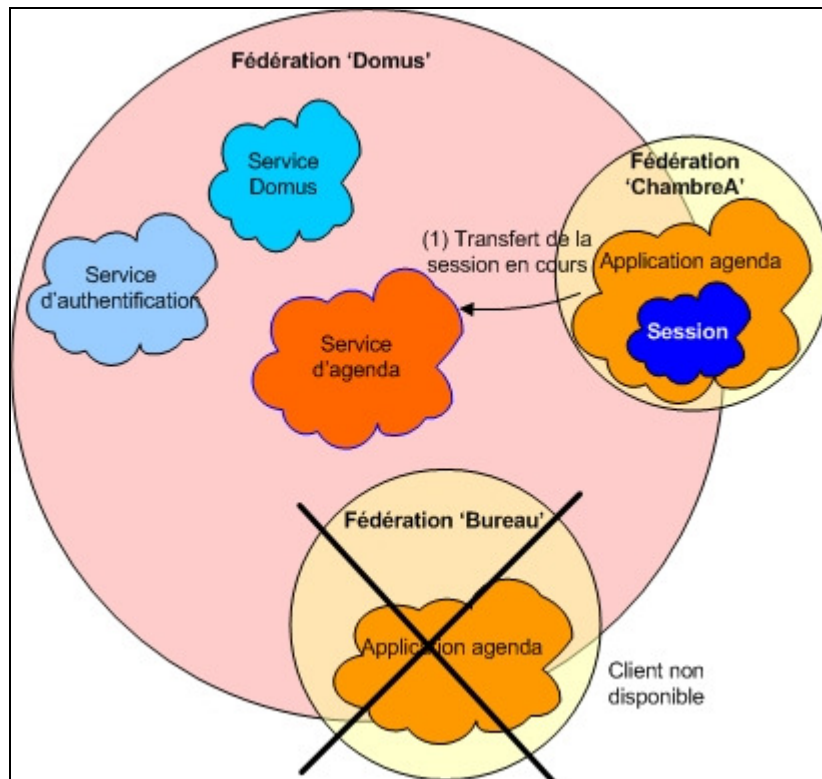 Fédération ‘Domus’
Service
Domus
Fédération
‘ChambreA’
(1) Transfert de la
session en cours
Application agenda
Session
Service
d’authentification
Service
d’agenda
Fédération ‘Bureau’
Application agenda
Client non
disponible